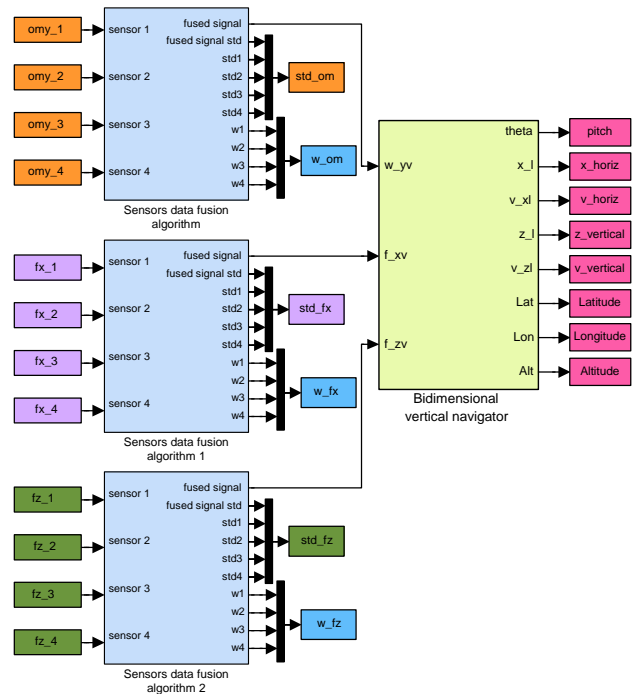 omy_1
omy_2
omy_3
omy_4
sensor 1
sensor 2
sensor 3
sensor 4
fused signal
fused signal std
std1
std2
std3
std4
w1
w2
w3
w4
std_om
w_om
Sensors data fusion
algorithm
fx_1
fx_2
fx_3
fx_4
sensor 1
sensor 2
sensor 3
sensor 4
fused signal
fused signal std
std1
std2
std3
std4
w1
w2
w3
w4
std_fx
w_fx
Sensors data fusion
algorithm 1
fz_1
fz_2
fz_3
fz_4
sensor 1
sensor 2
sensor 3
sensor 4
fused signal
fused signal std
std1
std2
std3
std4
w1
w2
w3
w4
std_fz
w_fz
Sensors data fusion
algorithm 2
w_yv
f_xv
f_zv
theta
x_l
v_xl
z_l
v_zl
Lat
Lon
Alt
Bidimensional
vertical navigator
pitch
x_horiz
v_horiz
z_vertical
v_vertical
Latitude
Longitude
Altitude